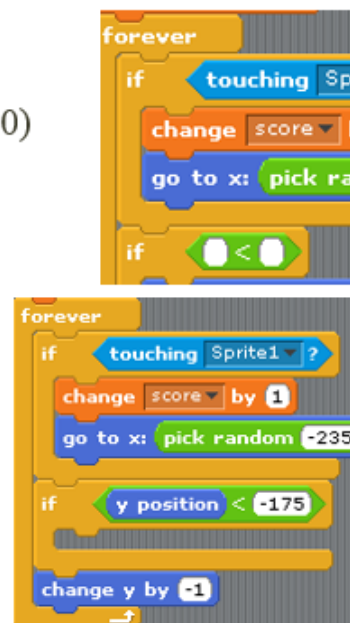 0)
forever
if touching Sp
change score
go to x: pick ra
if <
forever
if touching Sprite1 ?
change score by 1
go to x: pick random -235
if y position < -175
change y by -1